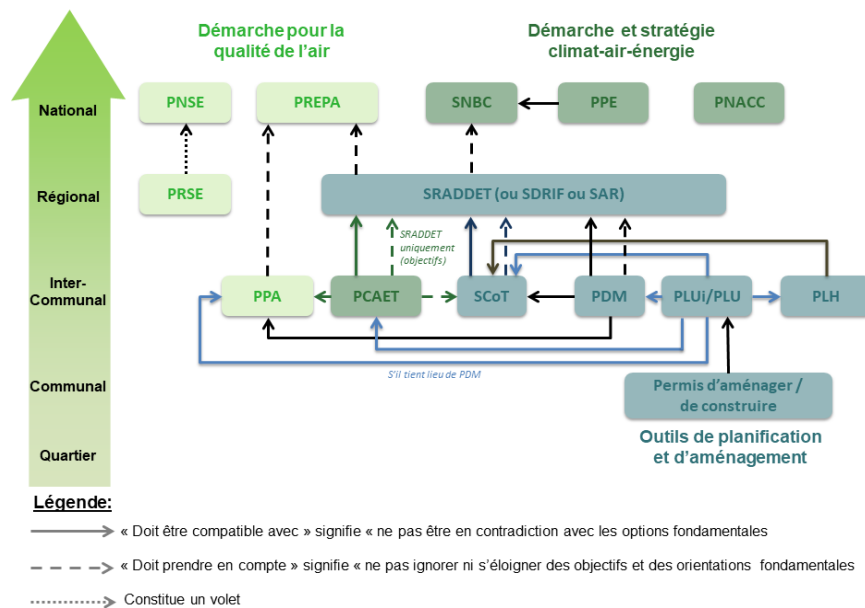 Démarche pour la
qualité de l'air
Démarche et stratégie
climat-air-énergie
National
PNSE
PREPA
SNBC
PPE
PNACC
Régional
PRSE
SRADDET (ou SDRIF ou SAR)
SRADDET
uniquement
(objectifs)
Inter-
Communal
PPA
PCAET
SCoT
PDM
PLUi/PLU
PLH
S'il tient lieu de PDM
Communal
Permis d'aménager /
de construire
Quartier
Outils de planification
et d'aménagement
Légende:
« Doit être compatible avec » signifie « ne pas être en contradiction avec les options fondamentales
« Doit prendre en compte » signifie « ne pas ignorer ni s'éloigner des objectifs et des orientations fondamentales
Constitue un volet